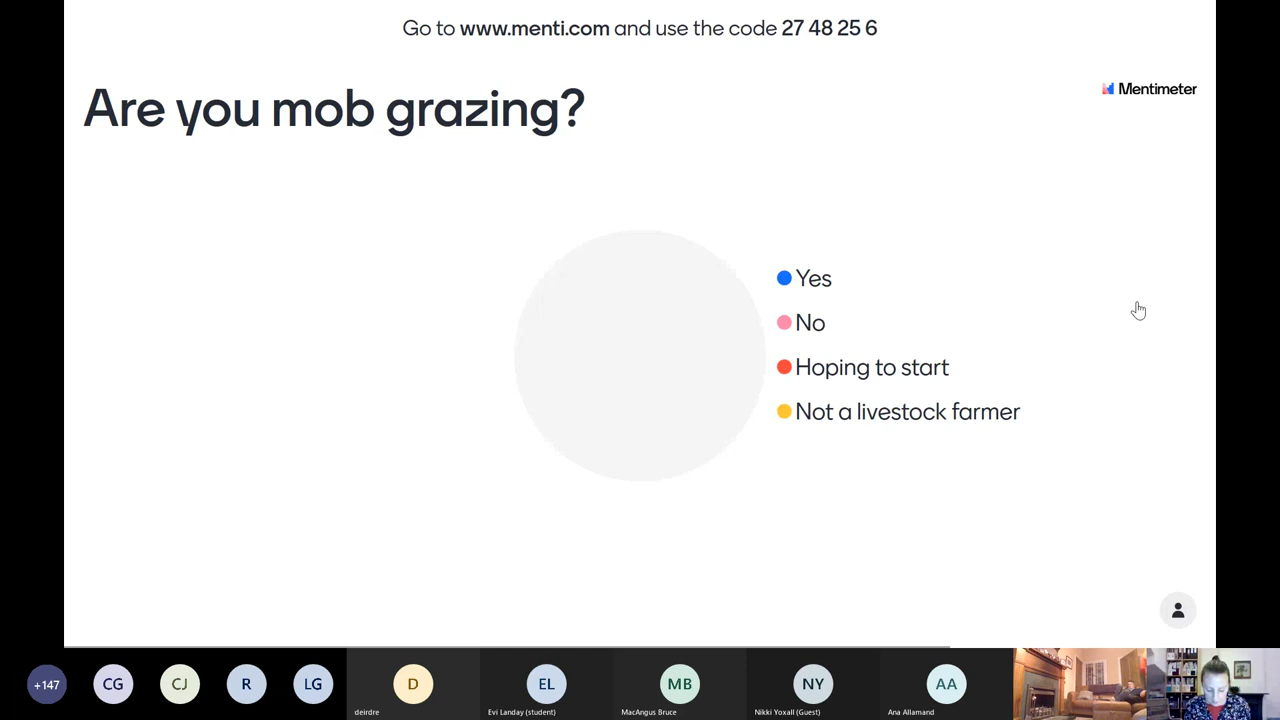 Go to www.menti.com and use the code 27 48 25 6
Mentimeter
Are you mob grazing?
Yes
No
Hoping to start
Not a livestock farmer
+147
CG
CJ
R
LG
D
EL
MB
NY
AA
deirdre
Evi Landay (student)
MacAngus Bruce
Nikki Yoxall (Guest)
Ana Allamand